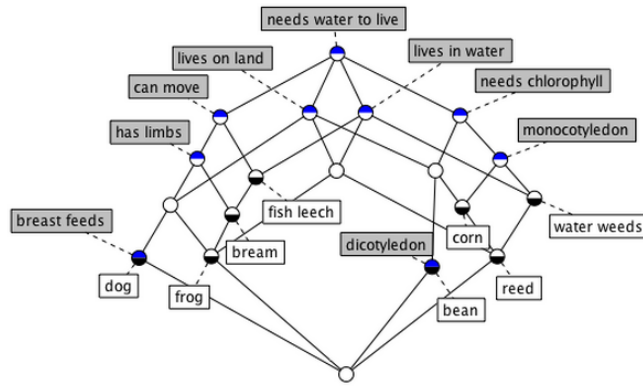 needs water to live
lives on land
lives in water
can move
needs chlorophyll
has limbs
monocotyledon
fish leech
breast feeds
bream
dicotyledon
corn
water weeds
dog
frog
reed
bean